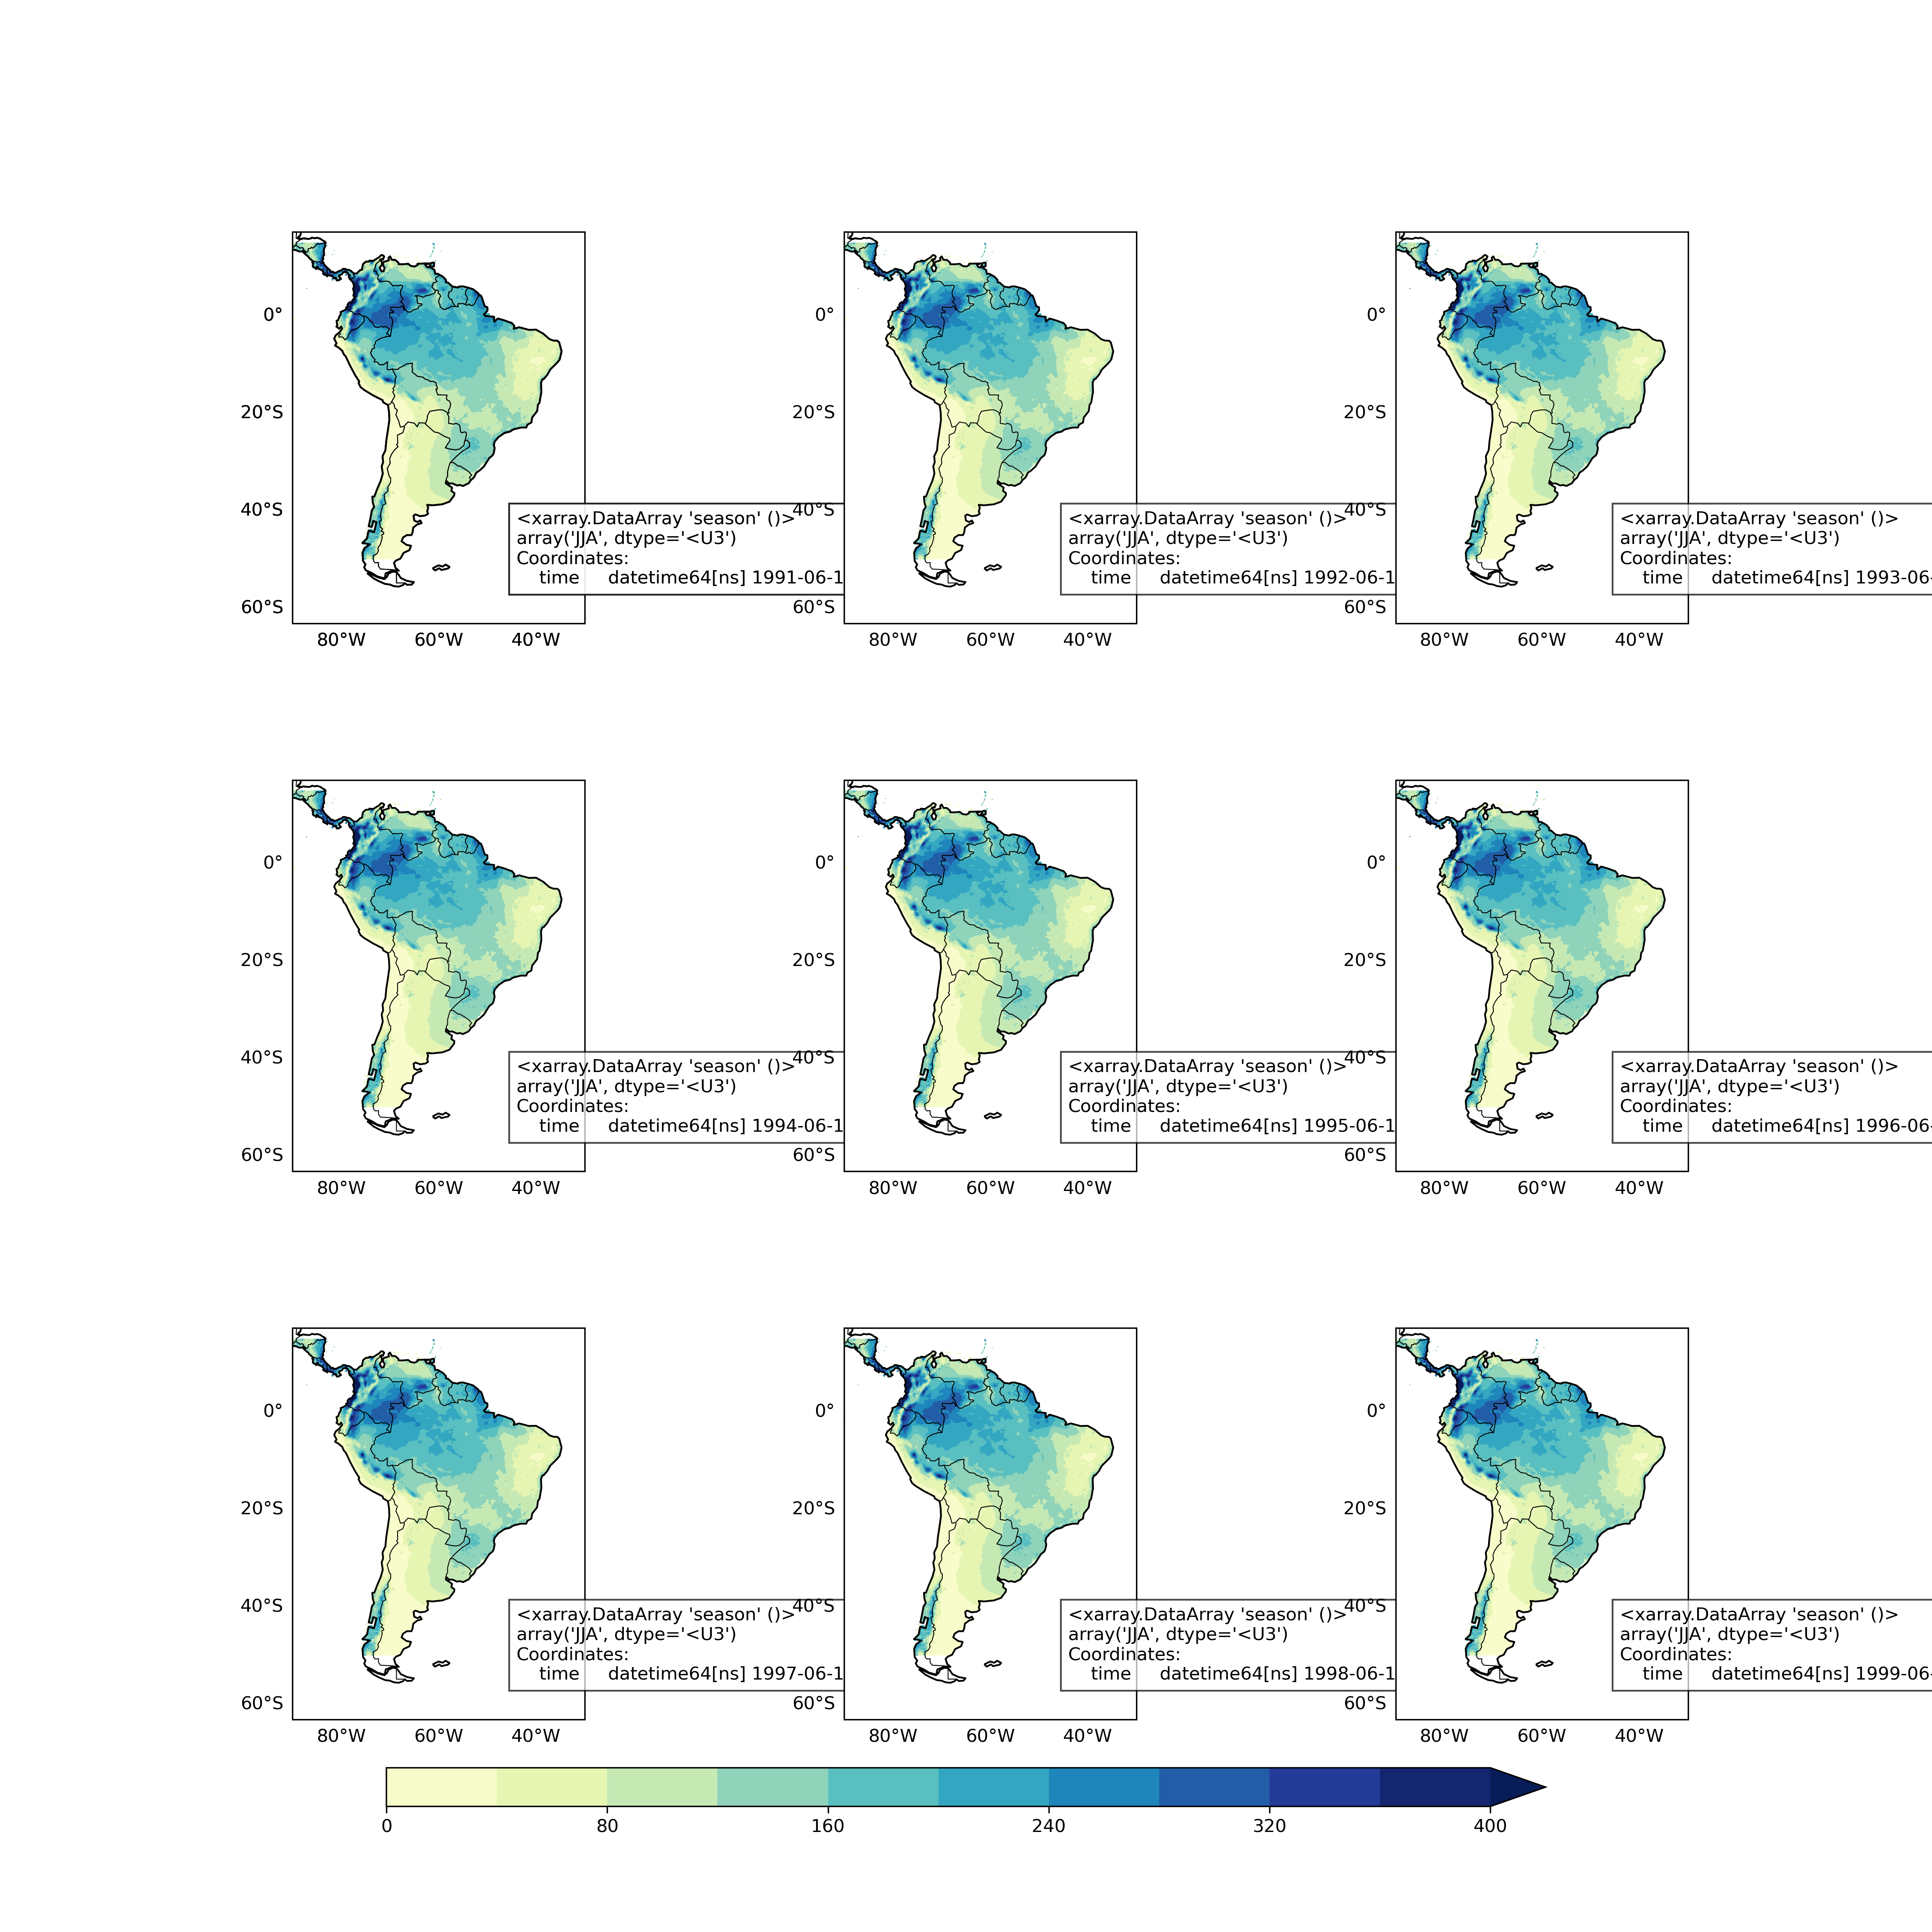 0°
20°S
40°S
60°S
80°W 60°W 40°W
<xarray.DataArray 'season' ()>
array('JJA', dtype='<U3')
Coordinates:
time datetime64[ns] 1991-06-1
0°
20°S
40°S
60°S
80°W 60°W 40°W
<xarray.DataArray 'season' ()>
array('JJA', dtype='<U3')
Coordinates:
time datetime64[ns] 1992-06-1
0°
20°S
40°S
60°S
80°W 60°W 40°W
<xarray.DataArray 'season' ()>
array('JJA', dtype='<U3')
Coordinates:
time datetime64[ns] 1993-06-
0°
20°S
40°S
60°S
80°W 60°W 40°W
<xarray.DataArray 'season' ()>
array('JJA', dtype='<U3')
Coordinates:
time datetime64[ns] 1994-06-1
0°
20°S
40°S
60°S
80°W 60°W 40°W
<xarray.DataArray 'season' ()>
array('JJA', dtype='<U3')
Coordinates:
time datetime64[ns] 1995-06-1
0°
20°S
40°S
60°S
80°W 60°W 40°W
<xarray.DataArray 'season' ()>
array('JJA', dtype='<U3')
Coordinates:
time datetime64[ns] 1996-06-
0°
20°S
40°S
60°S
80°W 60°W 40°W
<xarray.DataArray 'season' ()>
array('JJA', dtype='<U3')
Coordinates:
time datetime64[ns] 1997-06-1
0°
20°S
40°S
60°S
80°W 60°W 40°W
<xarray.DataArray 'season' ()>
array('JJA', dtype='<U3')
Coordinates:
time datetime64[ns] 1998-06-1
0°
20°S
40°S
60°S
80°W 60°W 40°W
<xarray.DataArray 'season' ()>
array('JJA', dtype='<U3')
Coordinates:
time datetime64[ns] 1999-06-
0 80 160 240 320 400